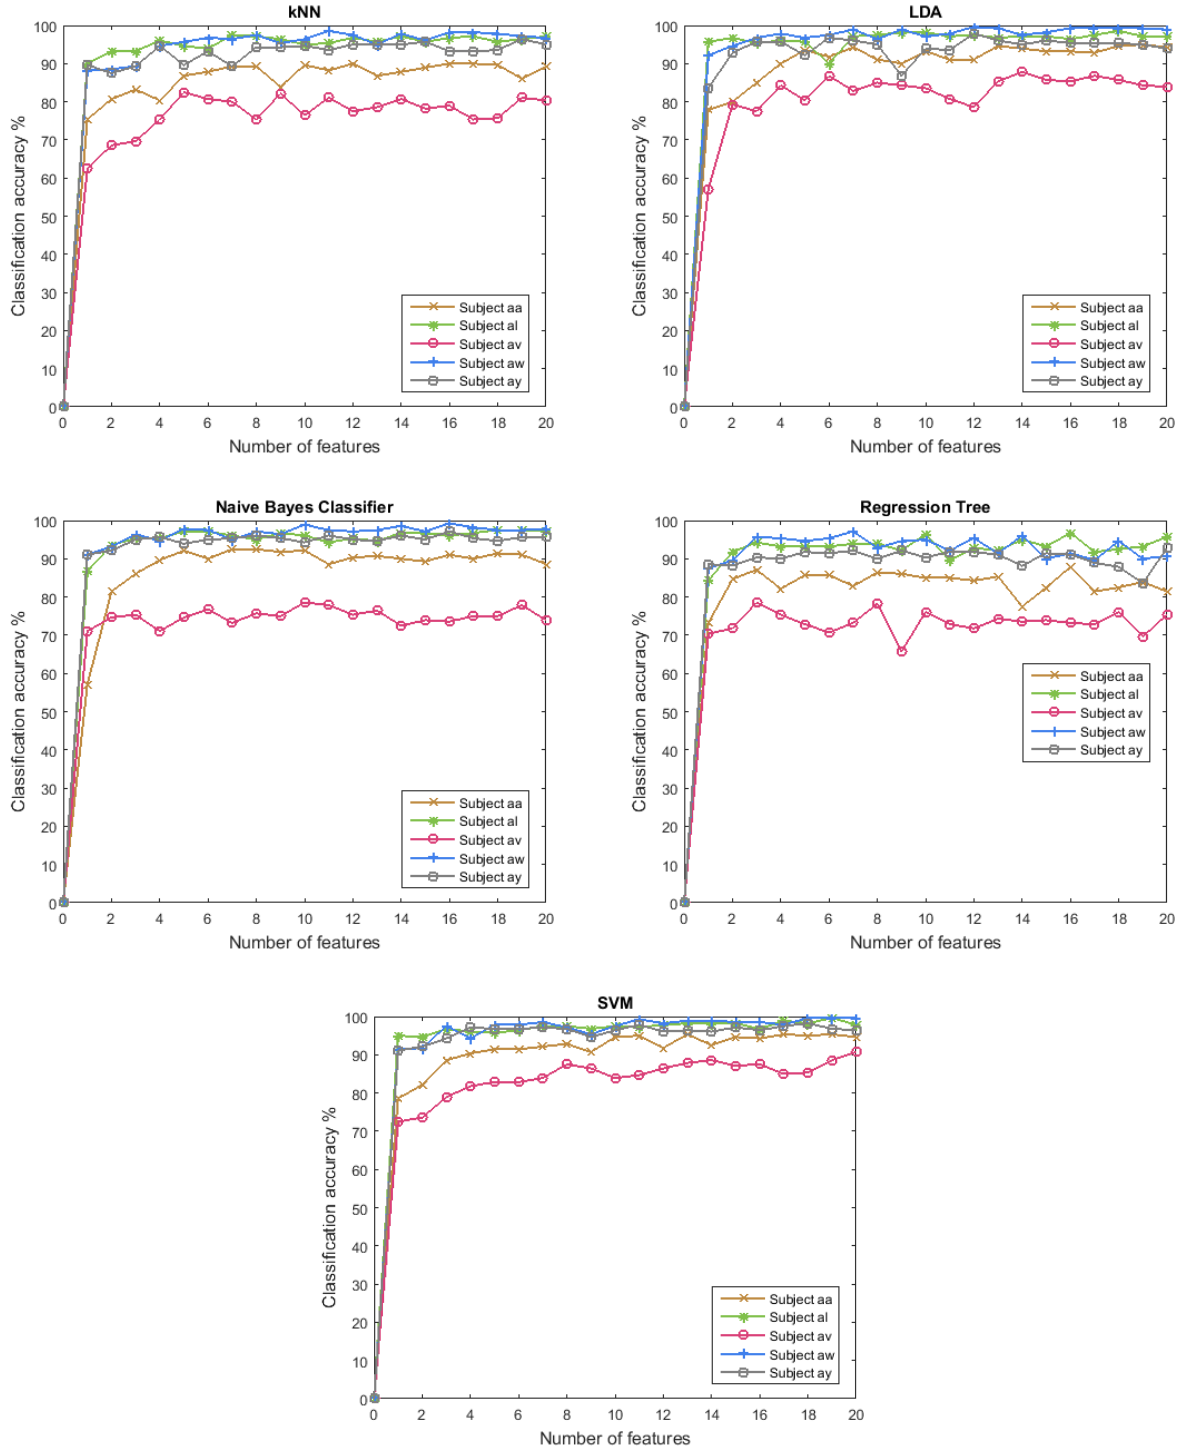 kNN
Classification accuracy %
100
90
80
70
60
50
40
30
20
10
0
0 2 4 6 8 10 12 14 16 18 20
Number of features
Subject aa
Subject al
Subject av
Subject aw
Subject ay
LDA
Classification accuracy %
100
90
80
70
60
50
40
30
20
10
0
0 2 4 6 8 10 12 14 16 18 20
Number of features
Subject aa
Subject al
Subject av
Subject aw
Subject ay
Naive Bayes Classifier
Classification accuracy %
100
90
80
70
60
50
40
30
20
10
0
0 2 4 6 8 10 12 14 16 18 20
Number of features
Subject aa
Subject al
Subject av
Subject aw
Subject ay
Regression Tree
Classification accuracy %
100
90
80
70
60
50
40
30
20
10
0
0 2 4 6 8 10 12 14 16 18 20
Number of features
Subject aa
Subject al
Subject av
Subject aw
Subject ay
SVM
Classification accuracy %
100
90
80
70
60
50
40
30
20
10
0
0 2 4 6 8 10 12 14 16 18 20
Number of features
Subject aa
Subject al
Subject av
Subject aw
Subject ay